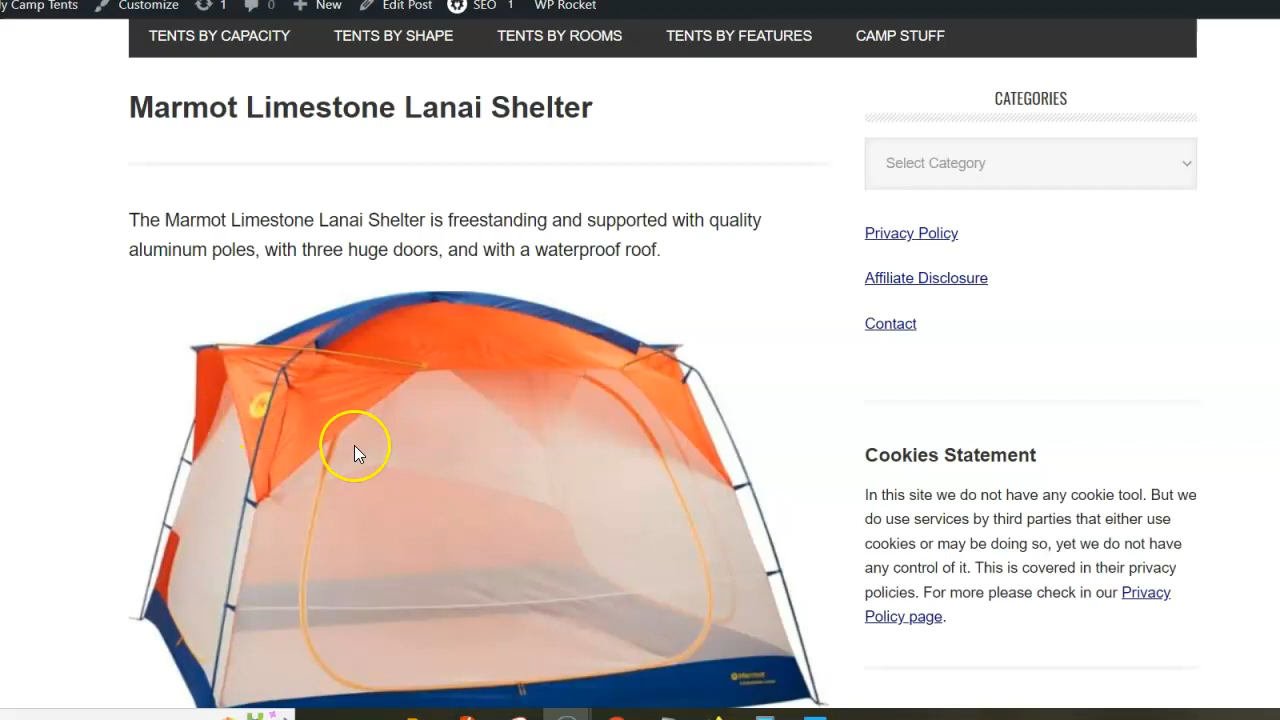 ly Camp Tents Customize 1 0 New Edit Post SEO 1 WP Rocket
TENTS BY CAPACITY TENTS BY SHAPE TENTS BY ROOMS TENTS BY FEATURES CAMP STUFF
Marmot Limestone Lanai Shelter
The Marmot Limestone Lanai Shelter is freestanding and supported with quality
aluminum poles, with three huge doors, and with a waterproof roof.
Marmot
CATEGORIES
Select Category
Privacy Policy
Affiliate Disclosure
Contact
Cookies Statement
In this site we do not have any cookie tool. But we
do use services by third parties that either use
cookies or may be doing so, yet we do not have
any control of it. This is covered in their privacy
policies. For more please check in our Privacy
Policy page.